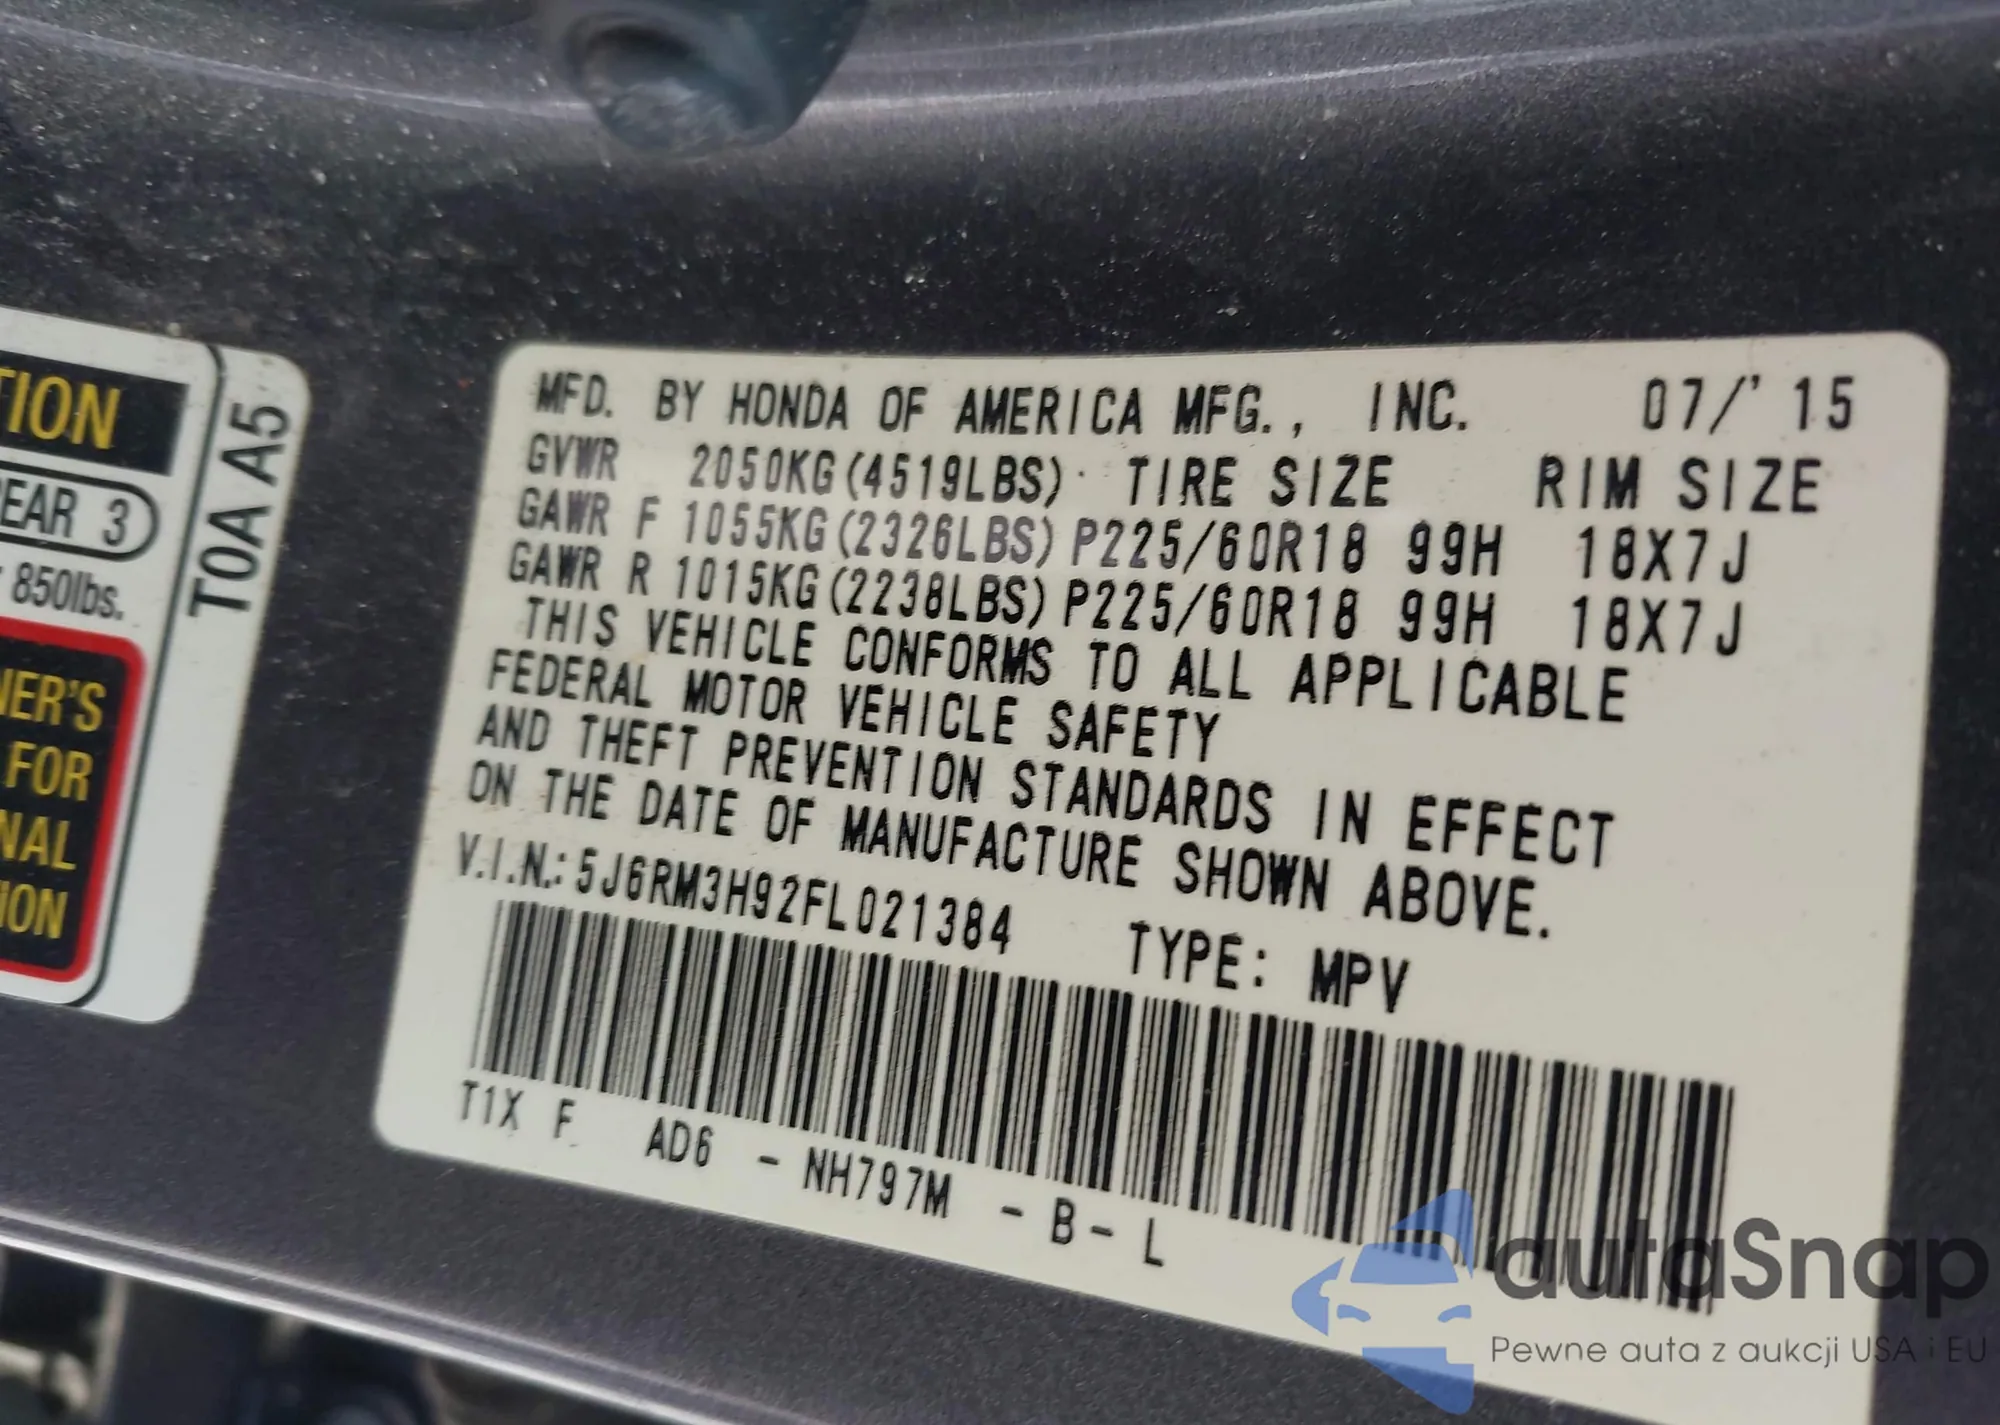 TION
REAR 3
850lbs.
NER'S
FOR
NAL
ION
T0A A5
MFD. BY HONDA OF AMERICA MFG., INC. 07/'15
GVWR 2050KG(4519LBS) TIRE SIZE RIM SIZE
GAWR F 1055KG(2326LBS) P225/60R18 99H 18X7J
GAWR R 1015KG(2238LBS) P225/60R18 99H 18X7J
THIS VEHICLE CONFORMS TO ALL APPLICABLE
FEDERAL MOTOR VEHICLE SAFETY
AND THEFT PREVENTION STANDARDS IN EFFECT
ON THE DATE OF MANUFACTURE SHOWN ABOVE.
V.I.N.: 5J6RM3H92FL021384 TYPE: MPV
T1X F AD6 - NH797M - B - L
autaSnap
Pewne auta z aukcji USA i EU